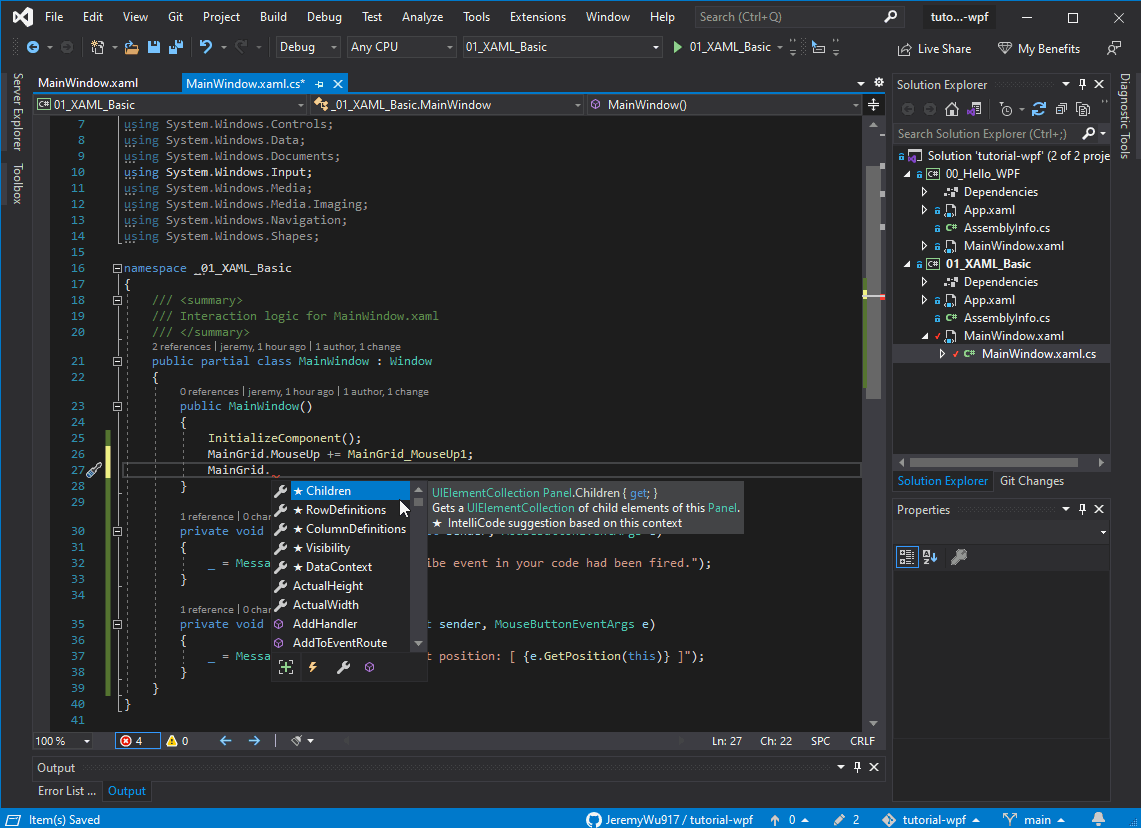 File Edit View Git Project Build Debug Test Analyze Tools Extensions Window Help Search (Ctrl+Q) tuto...-wpf
Debug Any CPU 01_XAML_Basic 01_XAML_Basic Live Share My Benefits
Server Explorer
Toolbox
MainWindow.xaml MainWindow.xaml.cs*
C# 01_XAML_Basic _01_XAML_Basic.MainWindow MainWindow()
7 using System.Windows.Controls;
8 using System.Windows.Data;
9 using System.Windows.Documents;
10 using System.Windows.Input;
11 using System.Windows.Media;
12 using System.Windows.Media.Imaging;
13 using System.Windows.Navigation;
14 using System.Windows.Shapes;
15
16 namespace _01_XAML_Basic
17 {
18 /// <summary>
19 /// Interaction logic for MainWindow.xaml
20 /// </summary>
2 references | jeremy, 1 hour ago | 1 author, 1 change
21 public partial class MainWindow : Window
22 {
0 references | jeremy, 1 hour ago | 1 author, 1 change
23 public MainWindow()
24 {
25 InitializeComponent();
26 MainGrid.MouseUp += MainGrid_MouseUp1;
27 MainGrid.
28 }
29
1 reference | 0 char
30 private void
31 {
32 _ = Messa ibe event in your code had been fired.");
33 }
34
1 reference | 0 char
35 private void t sender, MouseButtonEventArgs e)
36 {
37 _ = Messa t position: [ {e.GetPosition(this)} ]");
38 }
39 }
40 }
41
Children
RowDefinitions
ColumnDefinitions
Visibility
DataContext
ActualHeight
ActualWidth
AddHandler
AddToEventRoute
UIElementCollection Panel.Children { get; }
Gets a UIElementCollection of child elements of this Panel.
★ IntelliCode suggestion based on this context
100 % 4 0 Ln: 27 Ch: 22 SPC CRLF
Output
Error List ... Output
Solution Explorer
Search Solution Explorer (Ctrl+;)
Solution 'tutorial-wpf' (2 of 2 proje
C# 00_Hello_WPF
Dependencies
App.xaml
C# AssemblyInfo.cs
MainWindow.xaml
C# 01_XAML_Basic
Dependencies
App.xaml
C# AssemblyInfo.cs
MainWindow.xaml
C# MainWindow.xaml.cs
Solution Explorer Git Changes
Properties
Diagnostic Tools
Item(s) Saved JeremyWu917 / tutorial-wpf 0 2 tutorial-wpf main